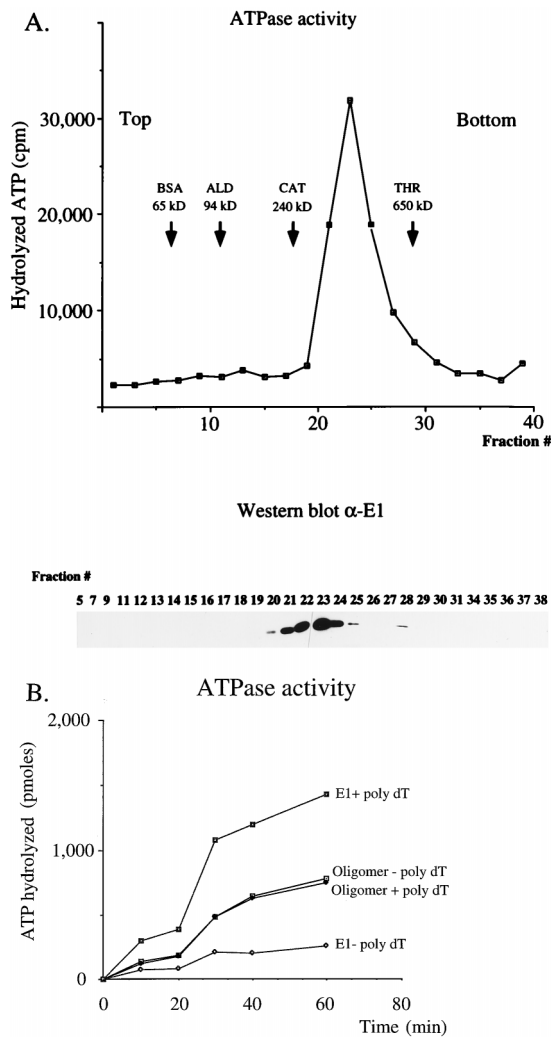 A.
ATPase activity
Hydrolyzed ATP (cpm)
30,000
20,000
10,000
Top
Bottom
BSA ALD CAT THR
65 kD 94 kD 240 kD 650 kD
10 20 30 40
Fraction #
Western blot α-E1
Fraction #
5 7 9 11 12 13 14 15 16 17 18 19 20 21 22 23 24 25 26 27 28 29 30 31 34 35 36 37 38
B.
ATPase activity
ATP hydrolyzed (pmoles)
2,000
1,000
0
E1+ poly dT
Oligomer - poly dT
Oligomer + poly dT
E1- poly dT
0 20 40 60 80
Time (min)